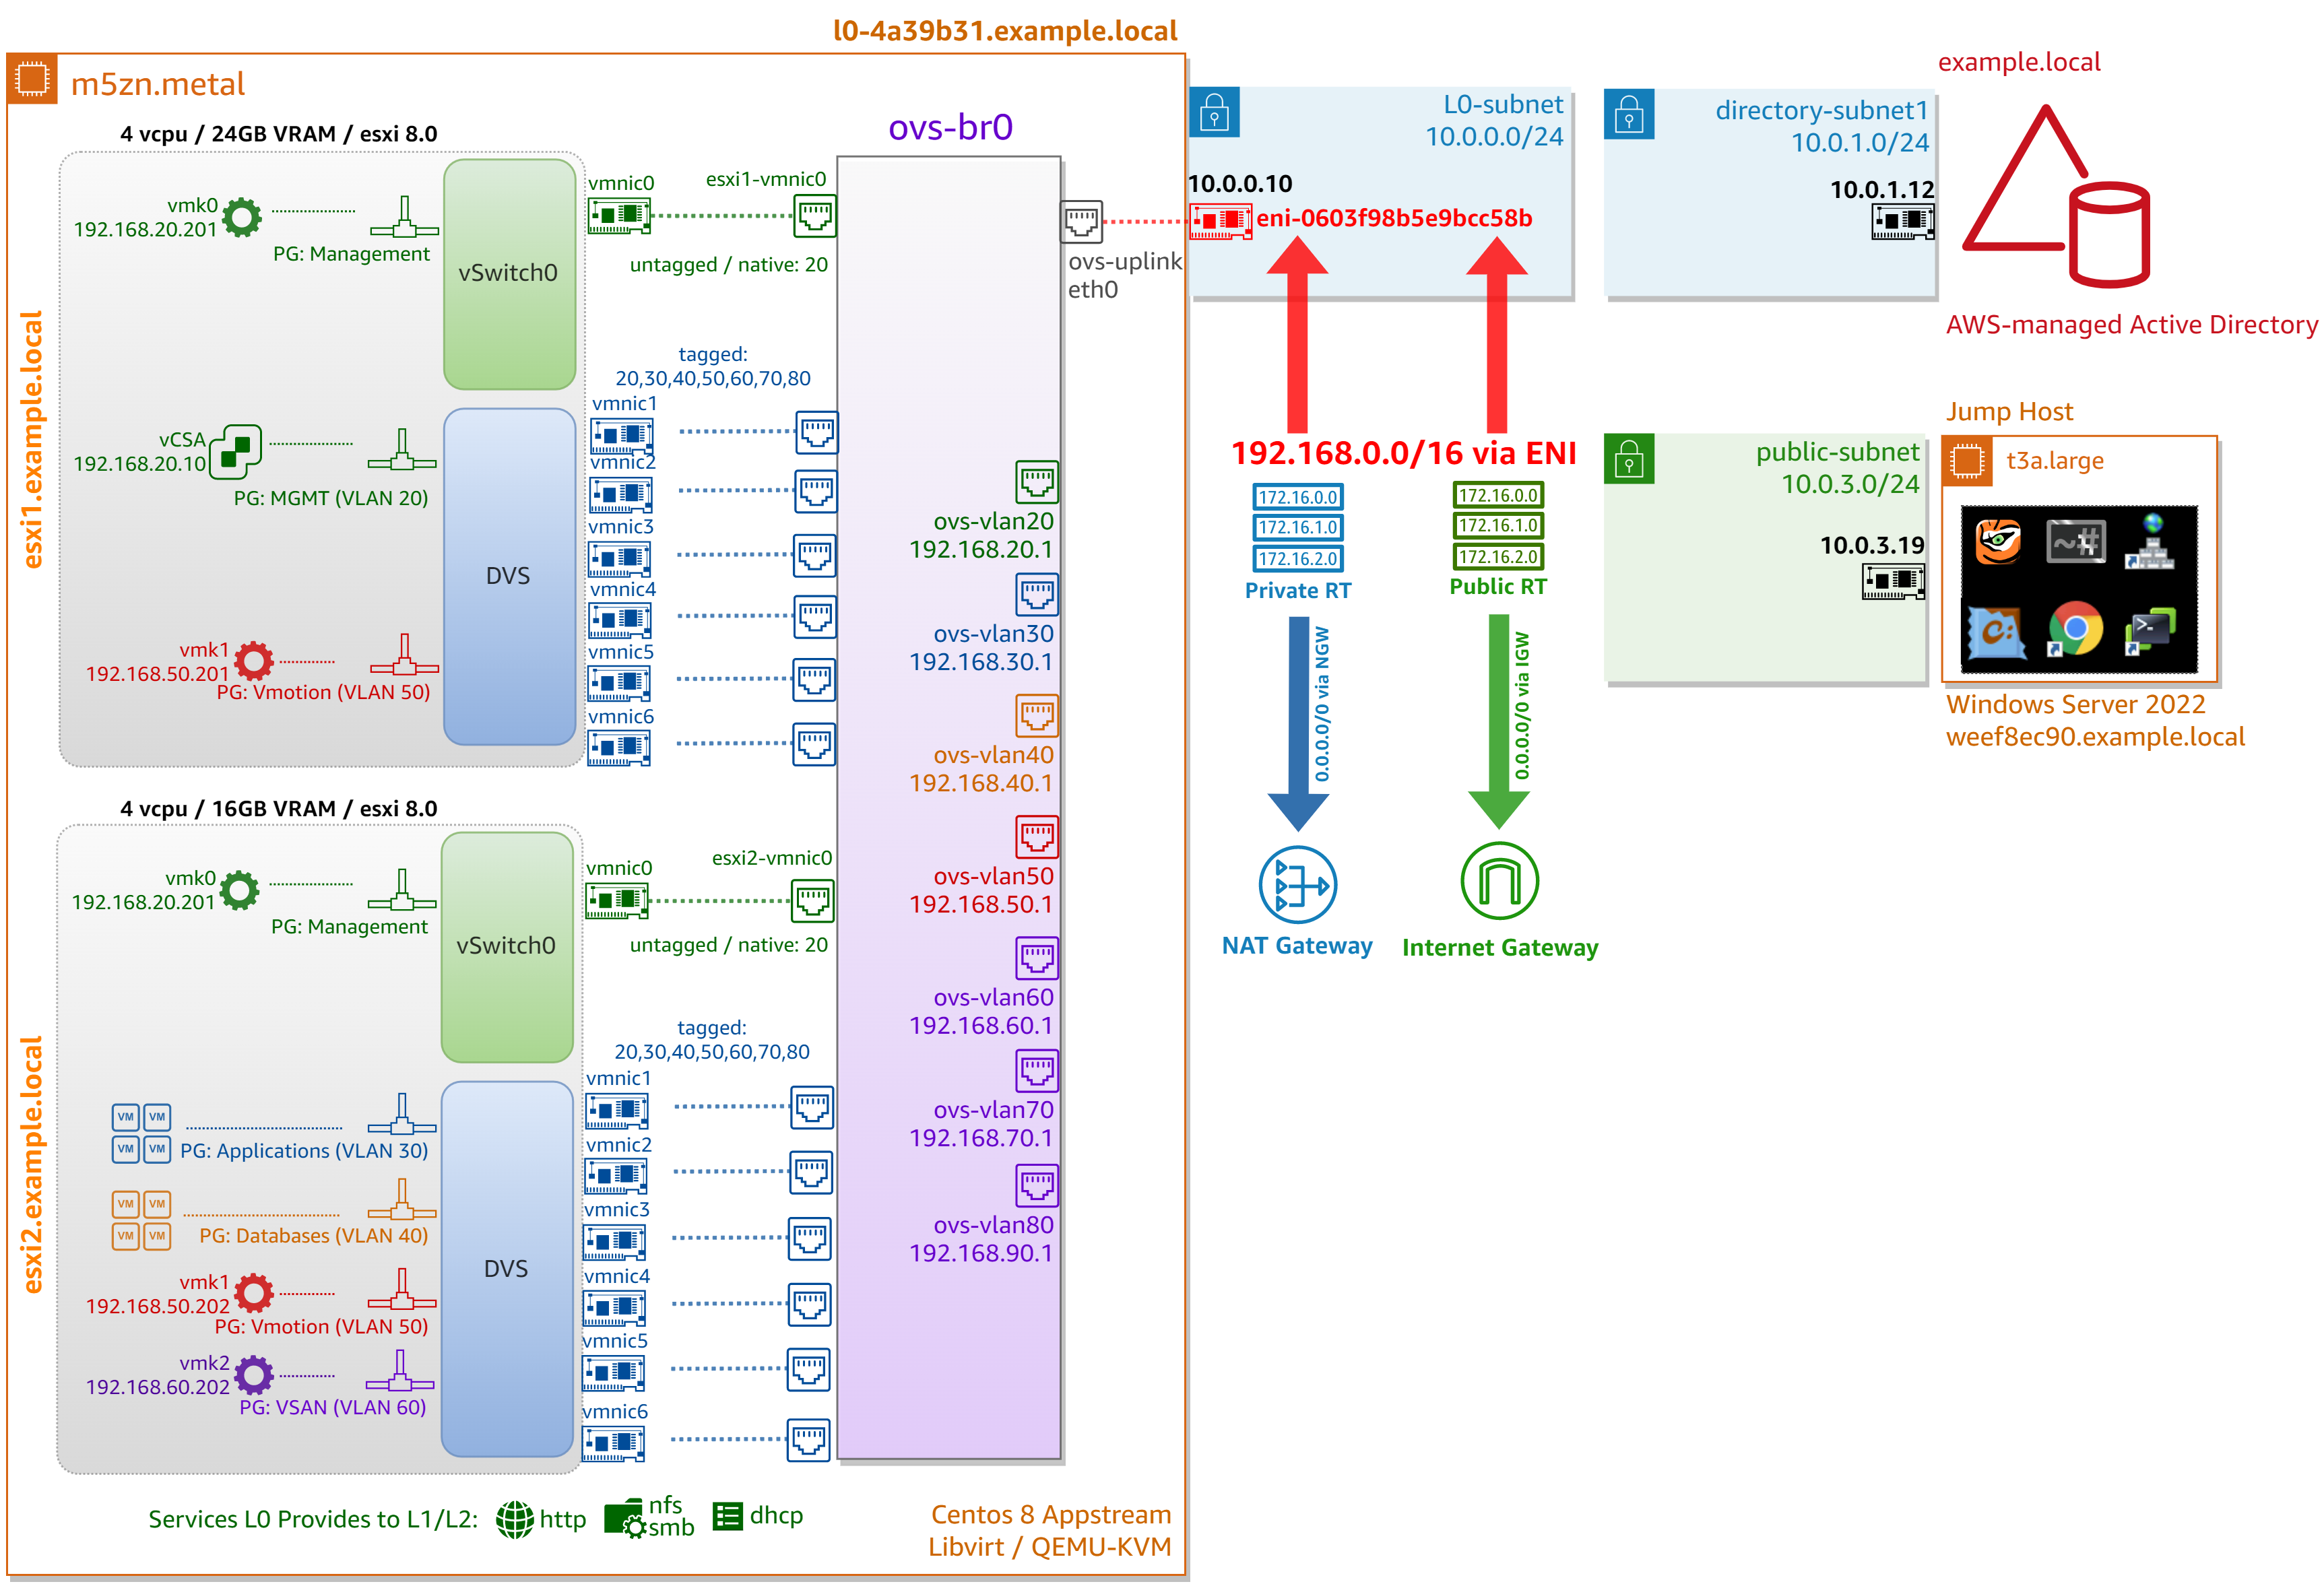 l0-4a39b31.example.local
m5zn.metal
esxi1.example.local
4 vcpu / 24GB VRAM / esxi 8.0
vmk0
192.168.20.201
PG: Management
vSwitch0
vmnic0
esxi1-vmnic0
untagged / native: 20
vCSA
192.168.20.10
PG: MGMT (VLAN 20)
vmk1
192.168.50.201
PG: Vmotion (VLAN 50)
DVS
tagged:
20,30,40,50,60,70,80
vmnic1
vmnic2
vmnic3
vmnic4
vmnic5
vmnic6
esxi2.example.local
4 vcpu / 16GB VRAM / esxi 8.0
vmk0
192.168.20.201
PG: Management
vSwitch0
vmnic0
esxi2-vmnic0
untagged / native: 20
VM VM
VM VM
PG: Applications (VLAN 30)
VM VM
VM VM
PG: Databases (VLAN 40)
vmk1
192.168.50.202
PG: Vmotion (VLAN 50)
vmk2
192.168.60.202
PG: VSAN (VLAN 60)
DVS
tagged:
20,30,40,50,60,70,80
vmnic1
vmnic2
vmnic3
vmnic4
vmnic5
vmnic6
Services L0 Provides to L1/L2:
http
nfs
smb
dhcp
Centos 8 Appstream
Libvirt / QEMU-KVM
ovs-br0
ovs-vlan20
192.168.20.1
ovs-vlan30
192.168.30.1
ovs-vlan40
192.168.40.1
ovs-vlan50
192.168.50.1
ovs-vlan60
192.168.60.1
ovs-vlan70
192.168.70.1
ovs-vlan80
192.168.90.1
ovs-uplink
eth0
L0-subnet
10.0.0.0/24
10.0.0.10
eni-0603f98b5e9bcc58b
192.168.0.0/16 via ENI
172.16.0.0
172.16.1.0
172.16.2.0
Private RT
0.0.0.0/0 via NGW
NAT Gateway
172.16.0.0
172.16.1.0
172.16.2.0
Public RT
0.0.0.0/0 via IGW
Internet Gateway
directory-subnet1
10.0.1.0/24
10.0.1.12
example.local
AWS-managed Active Directory
public-subnet
10.0.3.0/24
10.0.3.19
Jump Host
t3a.large
~#
C:
>_
Windows Server 2022
weef8ec90.example.local